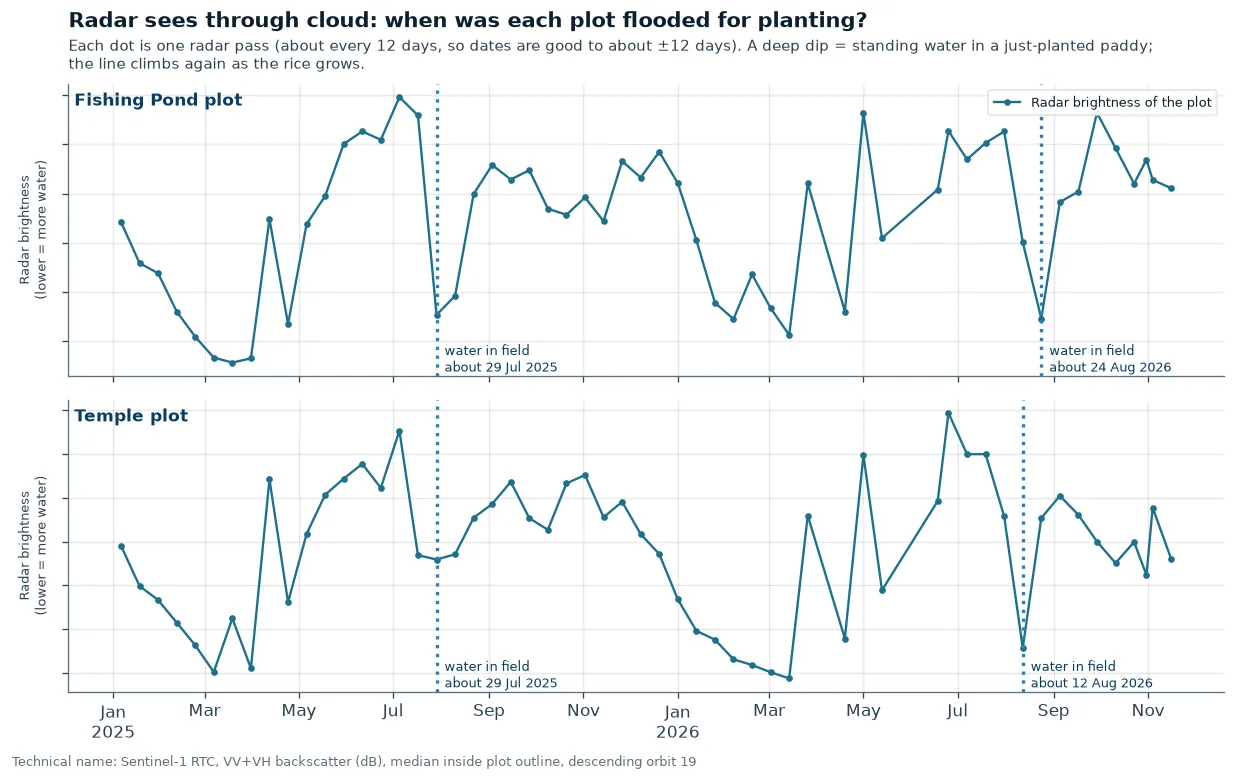 Radar sees through cloud: when was each plot flooded for planting?
Each dot is one radar pass (about every 12 days, so dates are good to about ±12 days). A deep dip = standing water in a just-planted paddy;
the line climbs again as the rice grows.
Fishing Pond plot
Radar brightness of the plot
Radar brightness
(lower = more water)
water in field
about 29 Jul 2025
water in field
about 24 Aug 2026
Temple plot
Radar brightness
(lower = more water)
water in field
about 29 Jul 2025
water in field
about 12 Aug 2026
Jan Mar May Jul Sep Nov Jan Mar May Jul Sep Nov
2025 2026
Technical name: Sentinel-1 RTC, VV+VH backscatter (dB), median inside plot outline, descending orbit 19